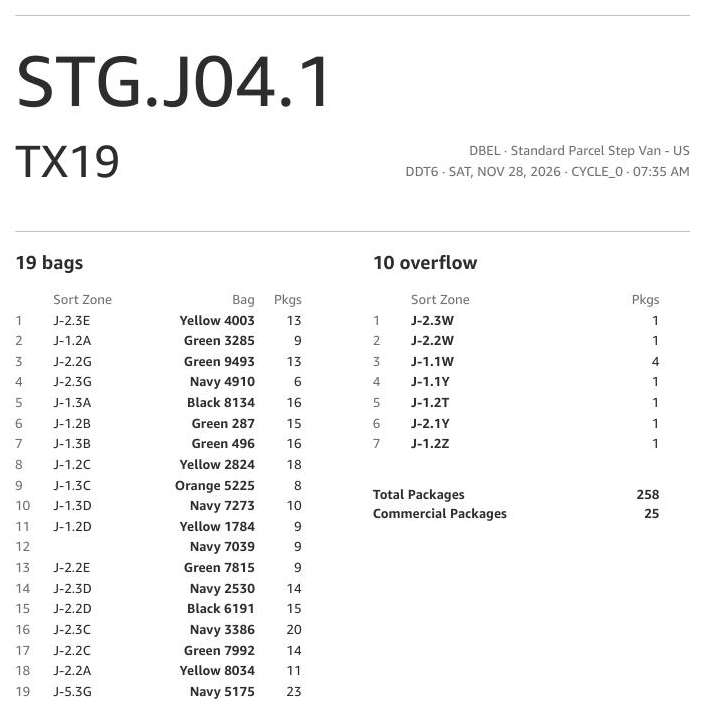 STG.J04.1
TX19
DBEL · Standard Parcel Step Van - US
DDT6 · SAT, NOV 28, 2026 · CYCLE_0 · 07:35 AM
19 bags
Sort Zone Bag Pkgs
1 J-2.3E Yellow 4003 13
2 J-1.2A Green 3285 9
3 J-2.2G Green 9493 13
4 J-2.3G Navy 4910 6
5 J-1.3A Black 8134 16
6 J-1.2B Green 287 15
7 J-1.3B Green 496 16
8 J-1.2C Yellow 2824 18
9 J-1.3C Orange 5225 8
10 J-1.3D Navy 7273 10
11 J-1.2D Yellow 1784 9
12 Navy 7039 9
13 J-2.2E Green 7815 9
14 J-2.3D Navy 2530 14
15 J-2.2D Black 6191 15
16 J-2.3C Navy 3386 20
17 J-2.2C Green 7992 14
18 J-2.2A Yellow 8034 11
19 J-5.3G Navy 5175 23
10 overflow
Sort Zone Pkgs
1 J-2.3W 1
2 J-2.2W 1
3 J-1.1W 4
4 J-1.1Y 1
5 J-1.2T 1
6 J-2.1Y 1
7 J-1.2Z 1
Total Packages 258
Commercial Packages 25